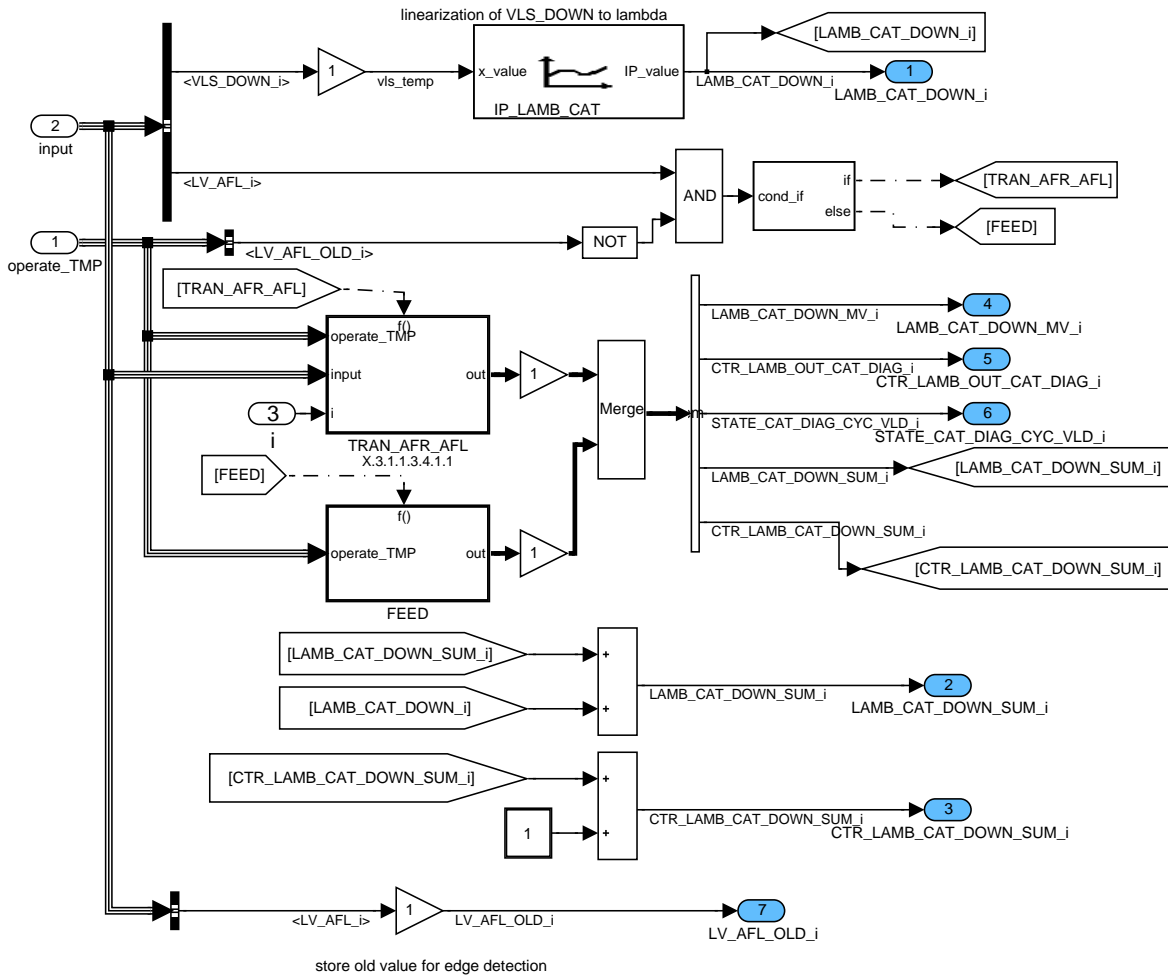 linearization of VLS_DOWN to lambda
[LAMB_CAT_DOWN_i]
<VLS_DOWN_i>
1
vls_temp
x_value
IP_value
IP_LAMB_CAT
LAMB_CAT_DOWN_i
1
LAMB_CAT_DOWN_i
2
input
<LV_AFL_i>
AND
cond_if
if
else
[TRAN_AFR_AFL]
[FEED]
1
operate_TMP
<LV_AFL_OLD_i>
NOT
[TRAN_AFR_AFL]
f()
operate_TMP
input
i
out
TRAN_AFR_AFL
X.3.1.1.3.4.1.1
3
i
1
Merge
m
LAMB_CAT_DOWN_MV_i
4
LAMB_CAT_DOWN_MV_i
CTR_LAMB_OUT_CAT_DIAG_i
5
CTR_LAMB_OUT_CAT_DIAG_i
STATE_CAT_DIAG_CYC_VLD_i
6
STATE_CAT_DIAG_CYC_VLD_i
LAMB_CAT_DOWN_SUM_i
[LAMB_CAT_DOWN_SUM_i]
CTR_LAMB_CAT_DOWN_SUM_i
[CTR_LAMB_CAT_DOWN_SUM_i]
[FEED]
f()
operate_TMP
out
FEED
1
[LAMB_CAT_DOWN_SUM_i]
[LAMB_CAT_DOWN_i]
+
+
LAMB_CAT_DOWN_SUM_i
2
LAMB_CAT_DOWN_SUM_i
[CTR_LAMB_CAT_DOWN_SUM_i]
1
+
+
CTR_LAMB_CAT_DOWN_SUM_i
3
CTR_LAMB_CAT_DOWN_SUM_i
<LV_AFL_i>
1
LV_AFL_OLD_i
7
LV_AFL_OLD_i
store old value for edge detection